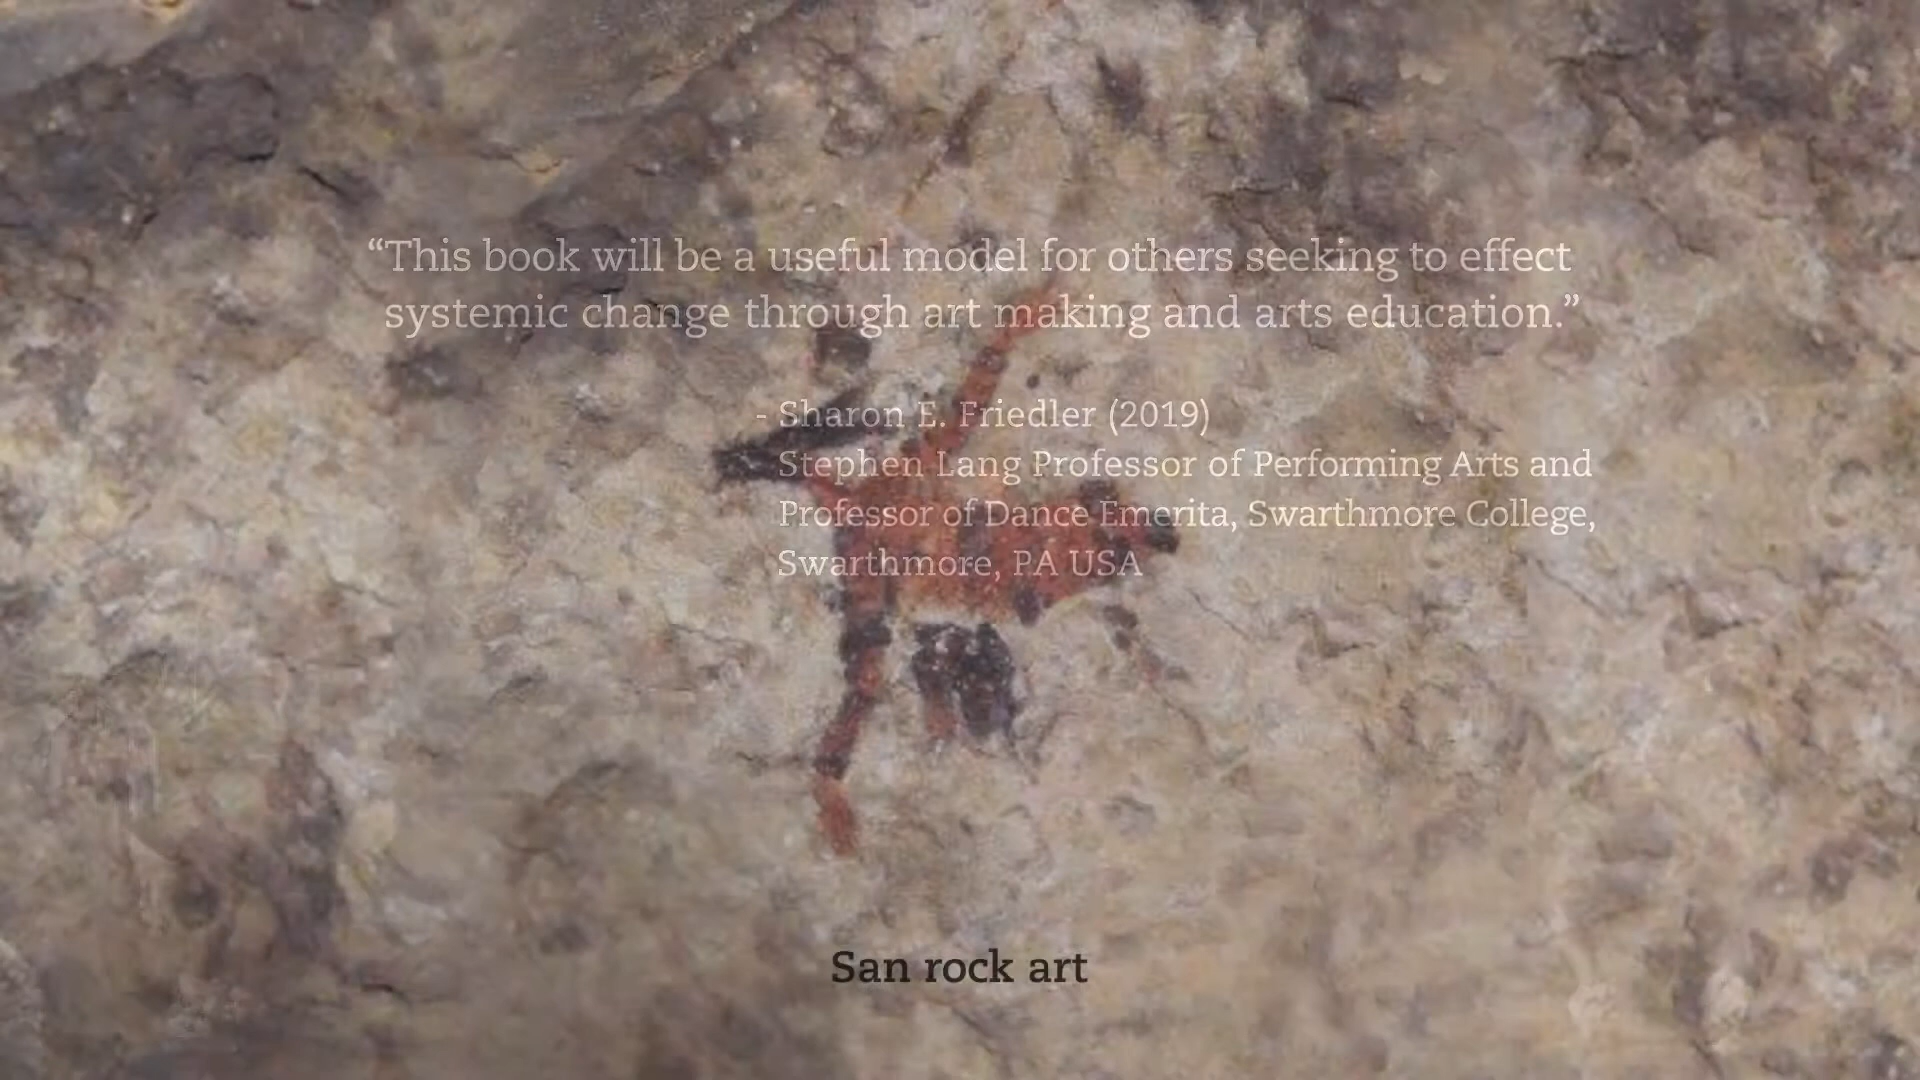 “This book will be a useful model for others seeking to effect
systemic change through art making and arts education.”
- Sharon E. Friedler (2019)
Stephen Lang Professor of Performing Arts and
Professor of Dance Emerita, Swarthmore College,
Swarthmore, PA USA
San rock art